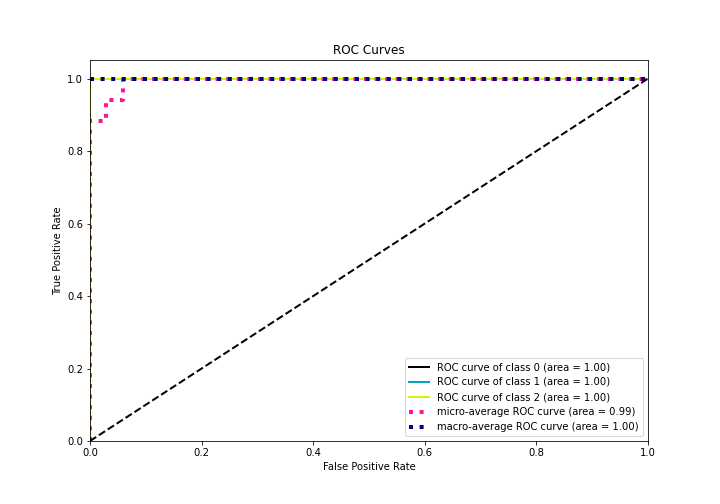 ROC Curves
True Positive Rate
1.0
0.8
0.6
0.4
0.2
0.0
ROC curve of class 0 (area = 1.00)
ROC curve of class 1 (area = 1.00)
ROC curve of class 2 (area = 1.00)
micro-average ROC curve (area = 0.99)
macro-average ROC curve (area = 1.00)
0.0 0.2 0.4 0.6 0.8 1.0
False Positive Rate